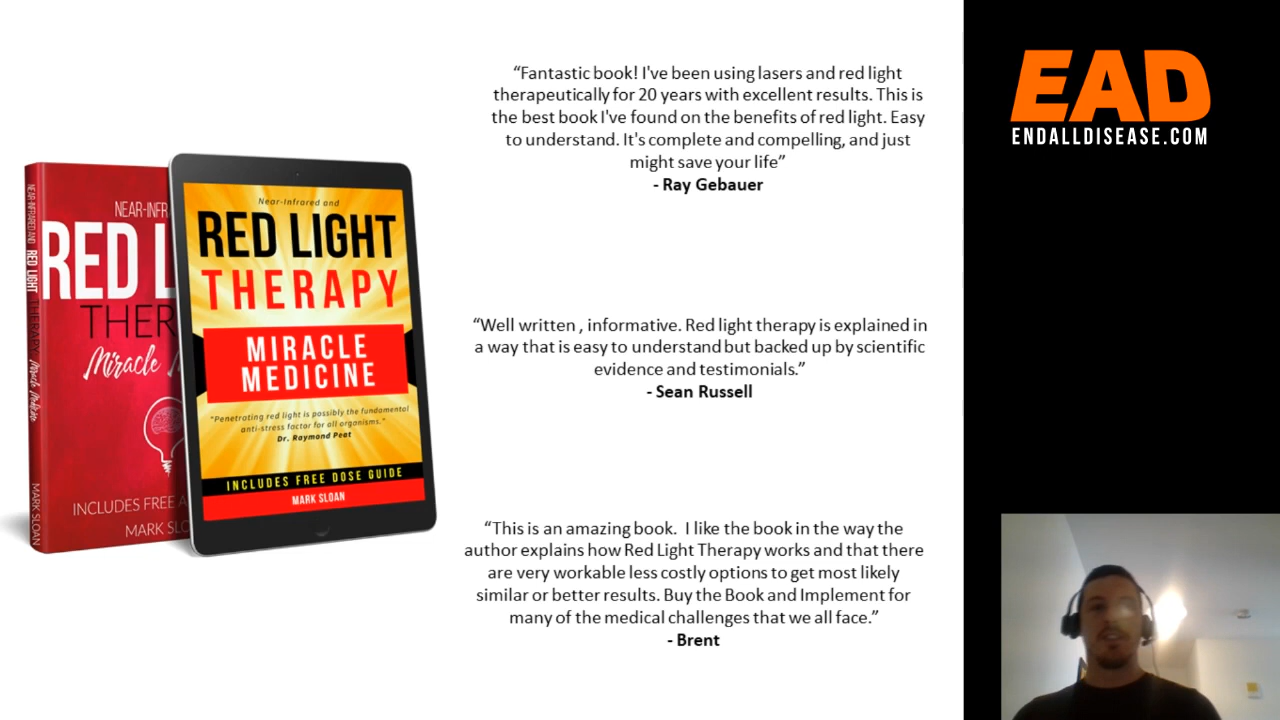 NEAR-INFRARED AND RED LIGHT THERAPY Miracle Medicine MARK SLOAN
RED L
THER
Miracle
INCLUDES FREE
Near-Infrared and
RED LIGHT
THERAPY
MIRACLE
MEDICINE
"Penetrating red light is possibly the fundamental
anti-stress factor for all organisms."
Dr. Raymond Peat
INCLUDES FREE DOSE GUIDE
MARK SLOAN
“Fantastic book! I've been using lasers and red light
therapeutically for 20 years with excellent results. This is
the best book I've found on the benefits of red light. Easy
to understand. It's complete and compelling, and just
might save your life”
- Ray Gebauer
“Well written , informative. Red light therapy is explained in
a way that is easy to understand but backed up by scientific
evidence and testimonials.”
- Sean Russell
“This is an amazing book.  I like the book in the way the
author explains how Red Light Therapy works and that there
are very workable less costly options to get most likely
similar or better results. Buy the Book and Implement for
many of the medical challenges that we all face.”
- Brent
EAD
ENDALLDISEASE.COM